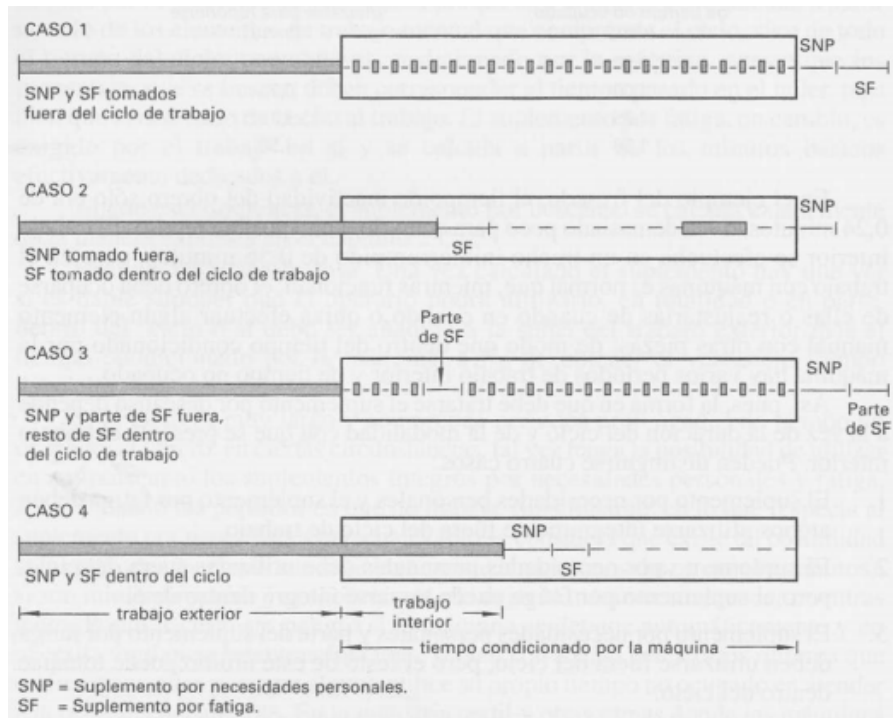 CASO 1
SNP
SF
SNP y SF tomados
fuera del ciclo de trabajo
CASO 2
SNP
SF
SNP tomado fuera,
SF tomado dentro del ciclo de trabajo
Parte
de SF
CASO 3
SNP
SNP y parte de SF fuera,
resto de SF dentro
del ciclo de trabajo
Parte
de SF
CASO 4
SNP
SF
SNP y SF dentro del ciclo
trabajo exterior
trabajo
interior
tiempo condicionado por la máquina
SNP = Suplemento por necesidades personales.
SF = Suplemento por fatiga.